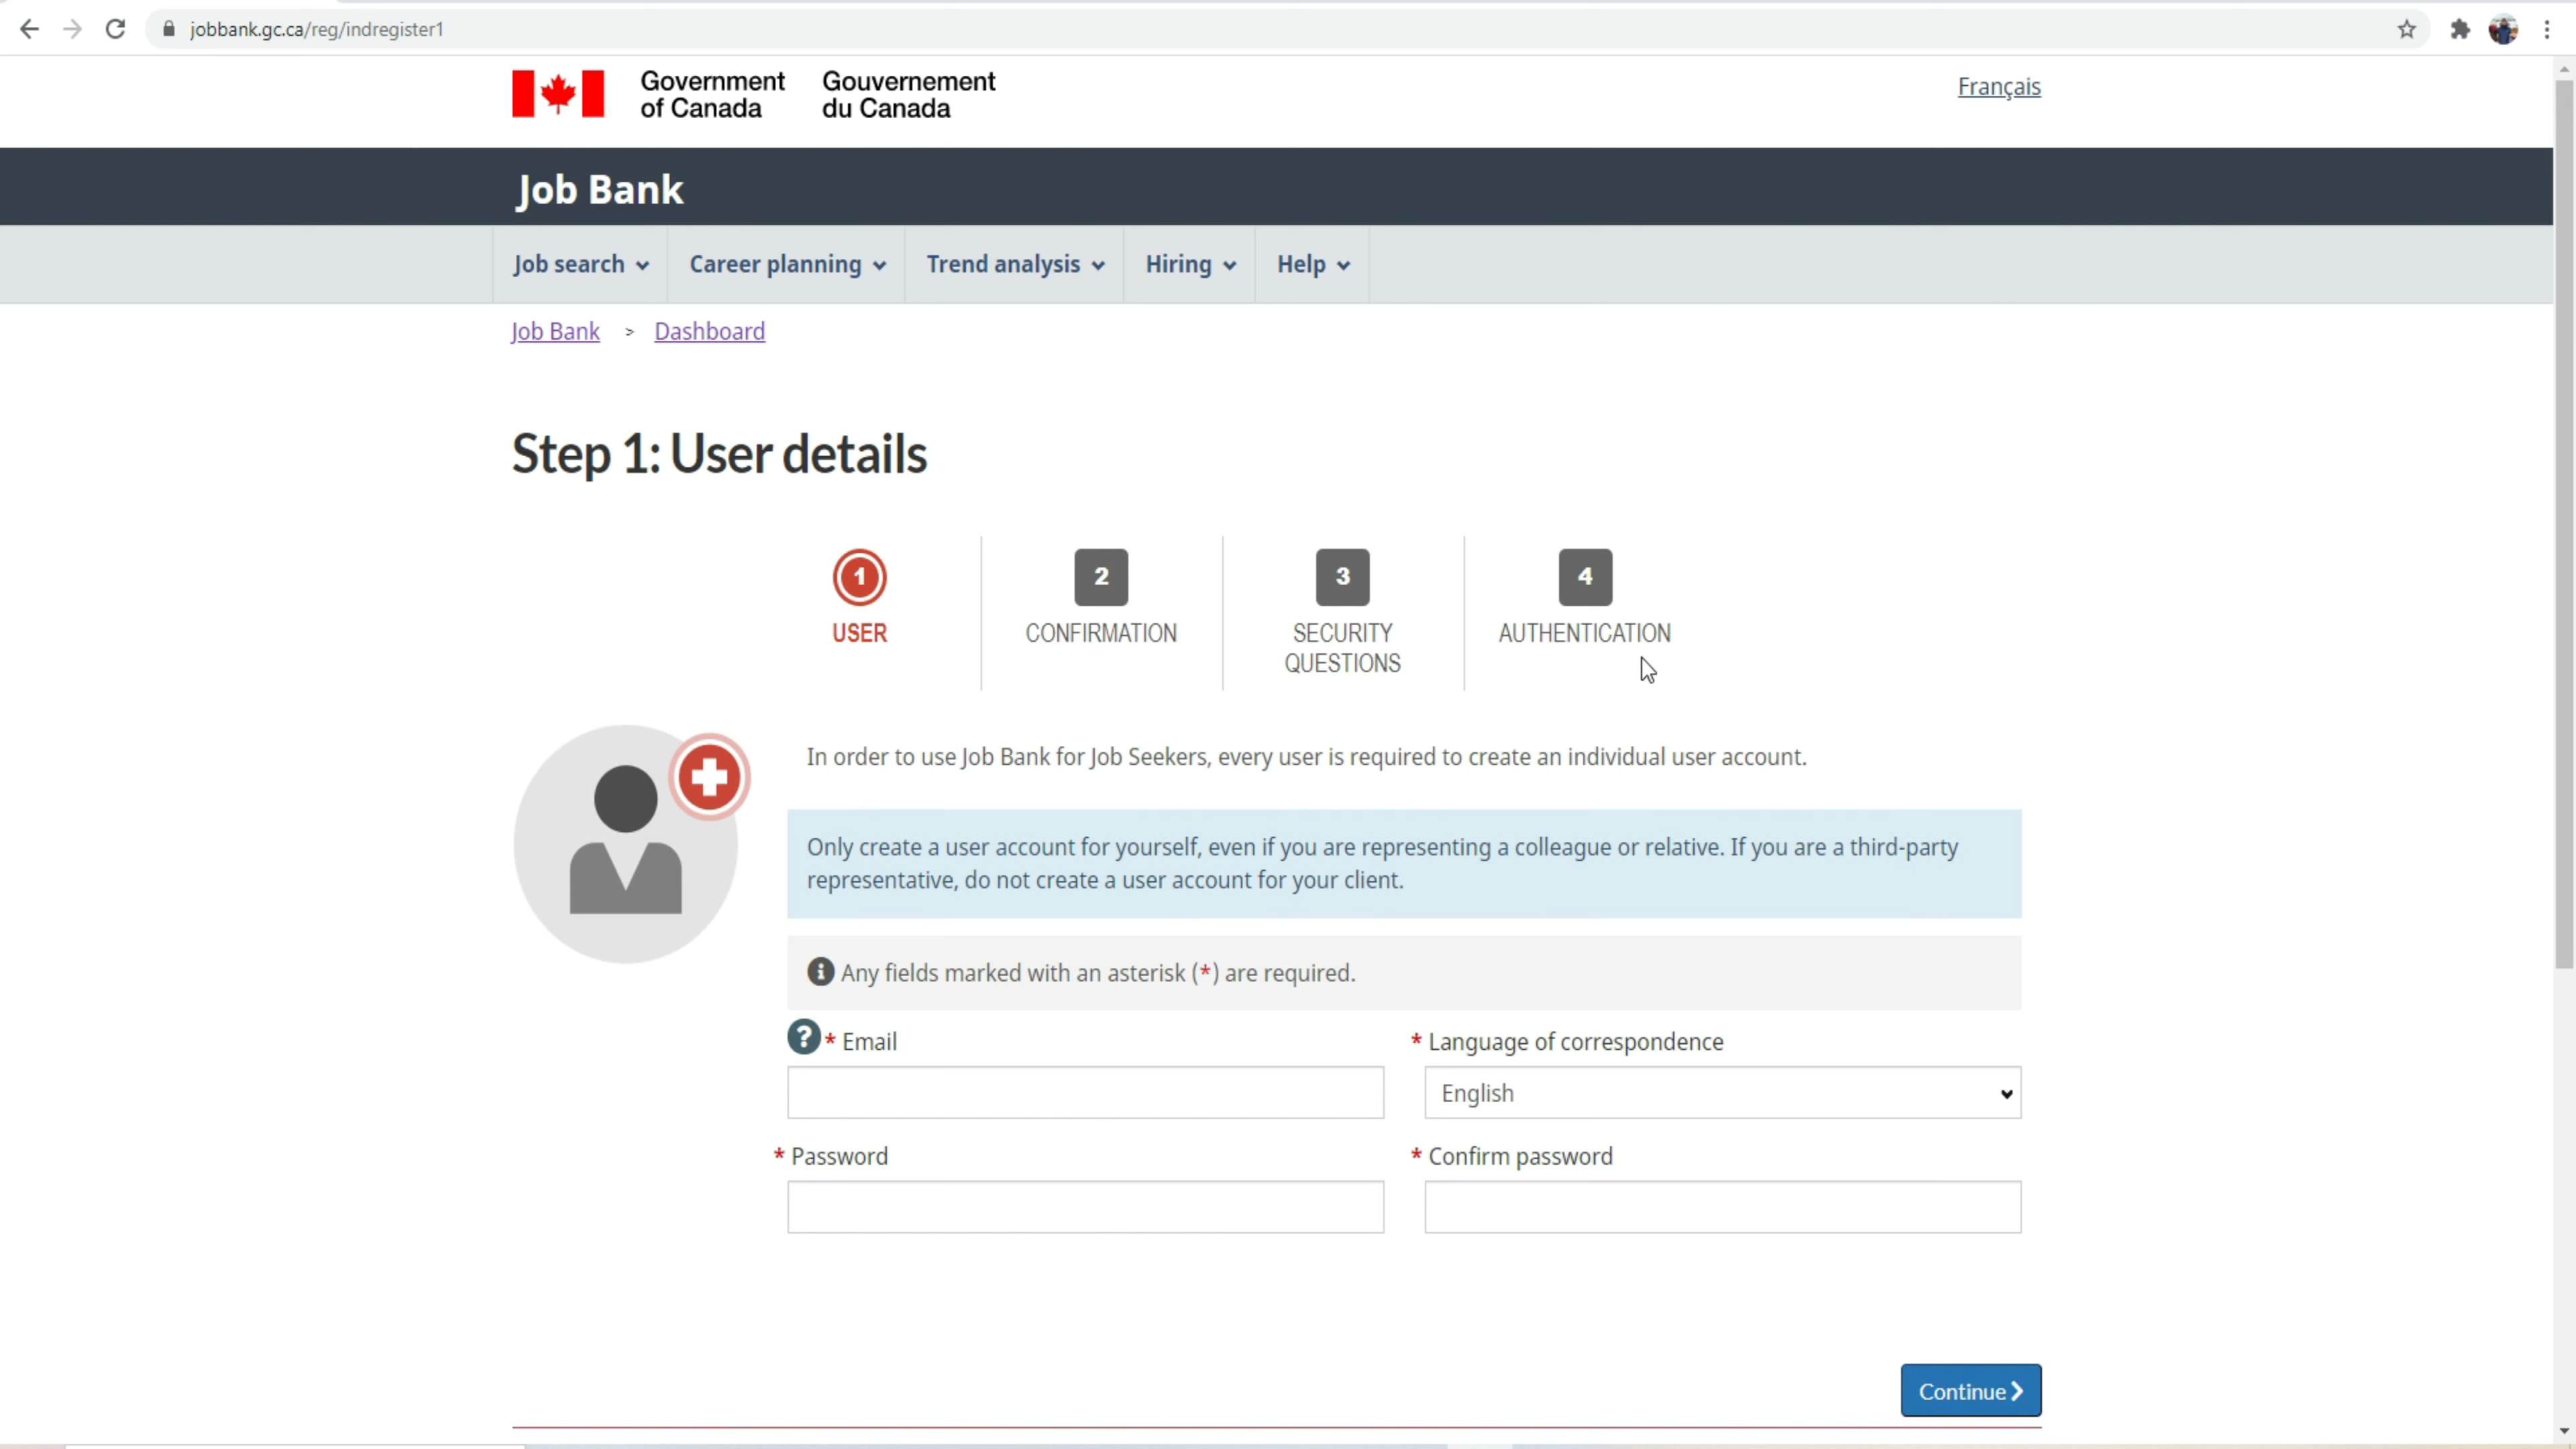 jobbank.gc.ca/reg/indregister1
Government of Canada
Gouvernement du Canada
Français
Job Bank
Job search
Career planning
Trend analysis
Hiring
Help
Job Bank > Dashboard
Step 1: User details
1
USER
2
CONFIRMATION
3
SECURITY QUESTIONS
4
AUTHENTICATION
In order to use Job Bank for Job Seekers, every user is required to create an individual user account.
Only create a user account for yourself, even if you are representing a colleague or relative. If you are a third-party
representative, do not create a user account for your client.
Any fields marked with an asterisk (*) are required.
? * Email
* Language of correspondence
English
* Password
* Confirm password
Continue